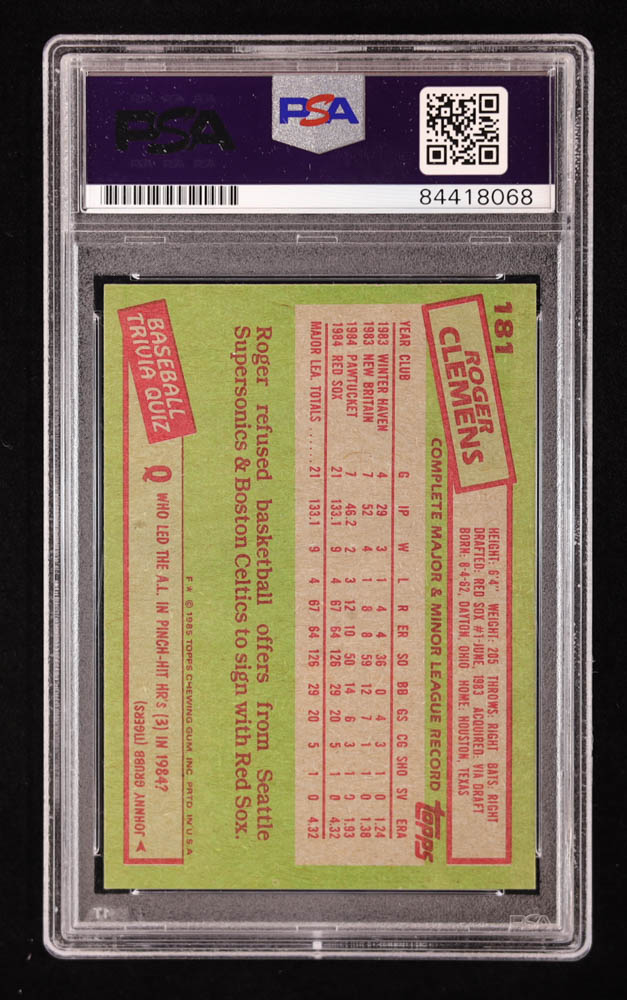 PSA
PSA
84418068
181
ROGER
CLEMENS
HEIGHT: 6'4" WEIGHT: 205 THROWS: RIGHT BATS: RIGHT
DRAFTED: RED SOX #1-JUNE, 1983 ACQUIRED: VIA DRAFT
BORN: 8-4-62, DAYTON, OHIO HOME: HOUSTON, TEXAS
COMPLETE MAJOR & MINOR LEAGUE RECORD topps
YEAR CLUB G IP W L R ER SO BB GS CG SHO SV ERA
1983 WINTER HAVEN 4 29 3 1 4 4 36 0 4 3 1 0 1.24
1983 NEW BRITAIN 7 52 4 1 8 8 59 12 7 1 1 0 1.38
1984 PAWTUCKET 7 46.2 2 3 12 10 50 14 6 3 1 0 1.93
1984 RED SOX 21 133.1 9 4 67 64 126 29 20 5 1 0 4.32
MAJOR LEA. TOTALS ...... 21 133.1 9 4 67 64 126 29 20 5 1 0 4.32
Roger refused basketball offers from Seattle
Supersonics & Boston Celtics to sign with Red Sox.
F★ © 1985 TOPPS CHEWING GUM, INC. PRTD. IN U.S.A.
BASEBALL
TRIVIA QUIZ
Q WHO LED THE A.L. IN PINCH-HIT HR's (3) IN 1984?
A JOHNNY GRUBB (TIGERS)
PSA